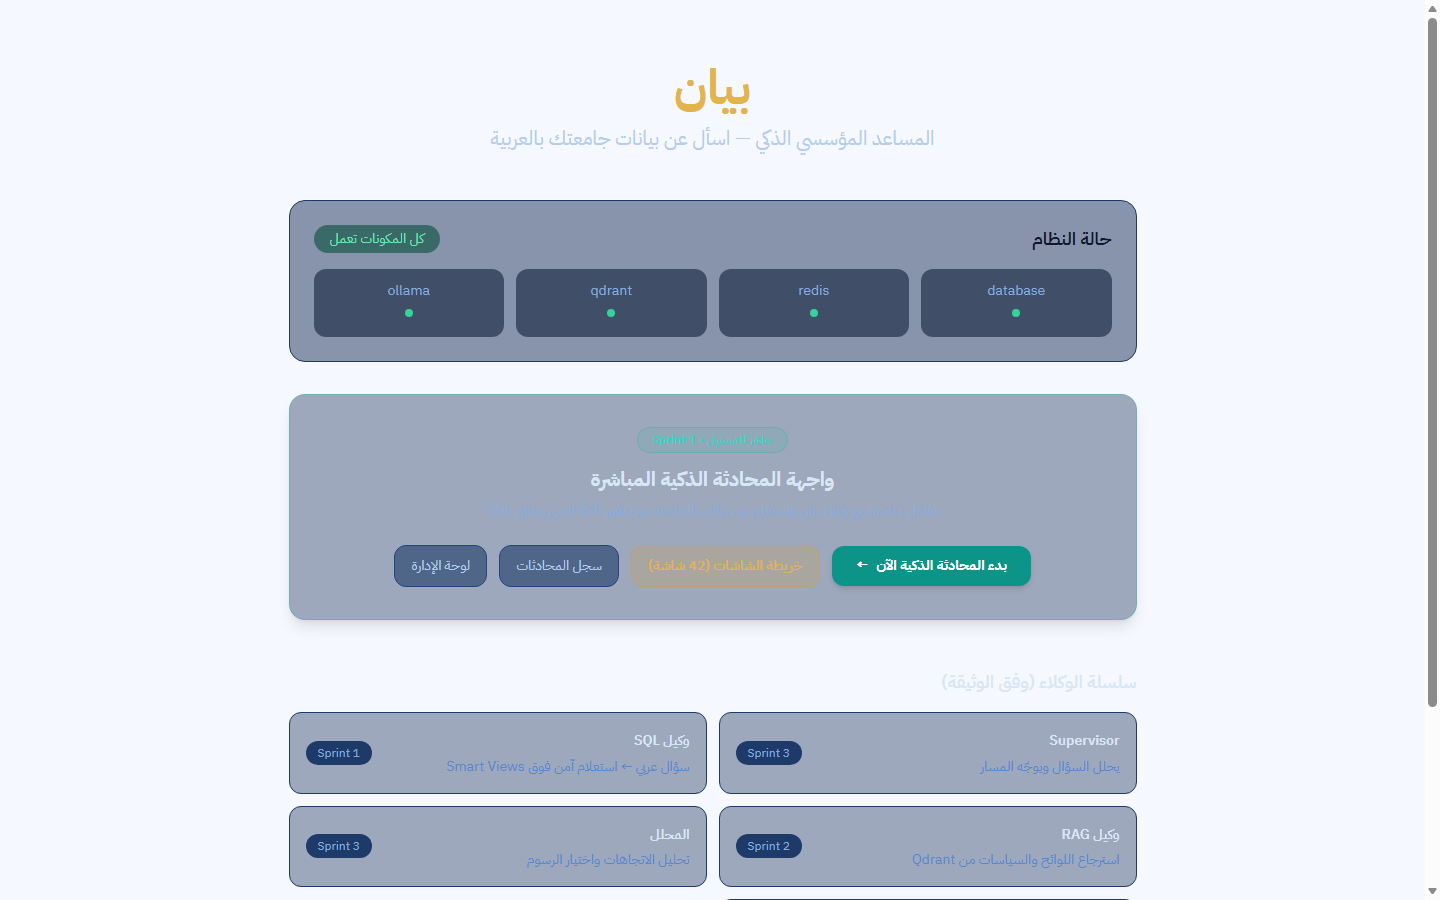 بيان
المساعد المؤسسي الذكي — اسأل عن بيانات جامعتك بالعربية
حالة النظام
كل المكونات تعمل
database
redis
qdrant
ollama
Sprint 1
واجهة المحادثة الذكية المباشرة
بدء المحادثة الذكية الآن ←
خريطة الشاشات (42 شاشة)
سجل المحادثات
لوحة الإدارة
سلسلة الوكلاء (وفق الوثيقة)
Supervisor
يحلل السؤال ويوجّه المسار
Sprint 3
وكيل SQL
سؤال عربي ← استعلام آمن فوق Smart Views
Sprint 1
وكيل RAG
استرجاع اللوائح والسياسات من Qdrant
Sprint 2
المحلل
تحليل الاتجاهات واختيار الرسوم
Sprint 3